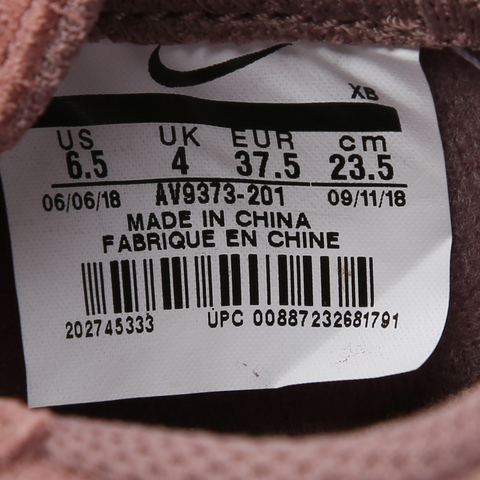 XB
US UK EUR cm
6.5 4 37.5 23.5
06/06/18 AV9373-201 09/11/18
MADE IN CHINA
FABRIQUE EN CHINE
202745333 UPC 00887232681791